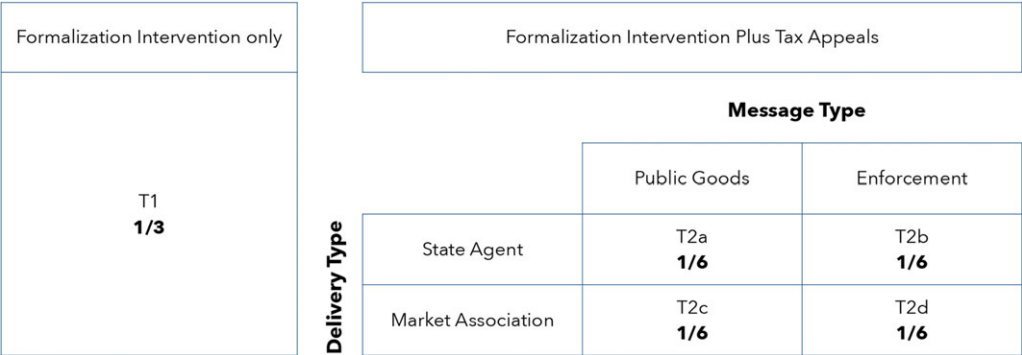 Formalization Intervention only
T1
1/3
Formalization Intervention Plus Tax Appeals
Message Type
Public Goods
Enforcement
Delivery Type
State Agent
T2a
1/6
T2b
1/6
Market Association
T2c
1/6
T2d
1/6